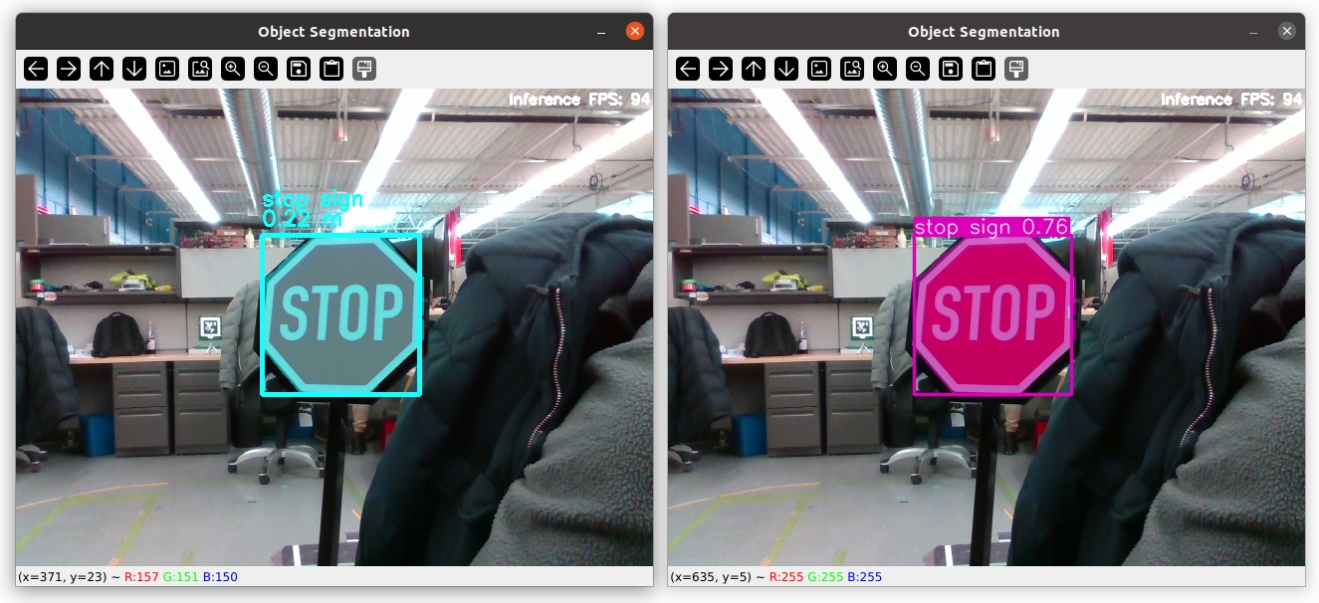 Object Segmentation
Inference FPS: 94
stop sign
0.22 m
STOP
(x=371, y=23) ~ R:157 G:151 B:150
Object Segmentation
Inference FPS: 94
stop sign 0.76
STOP
(x=635, y=5) ~ R:255 G:255 B:255